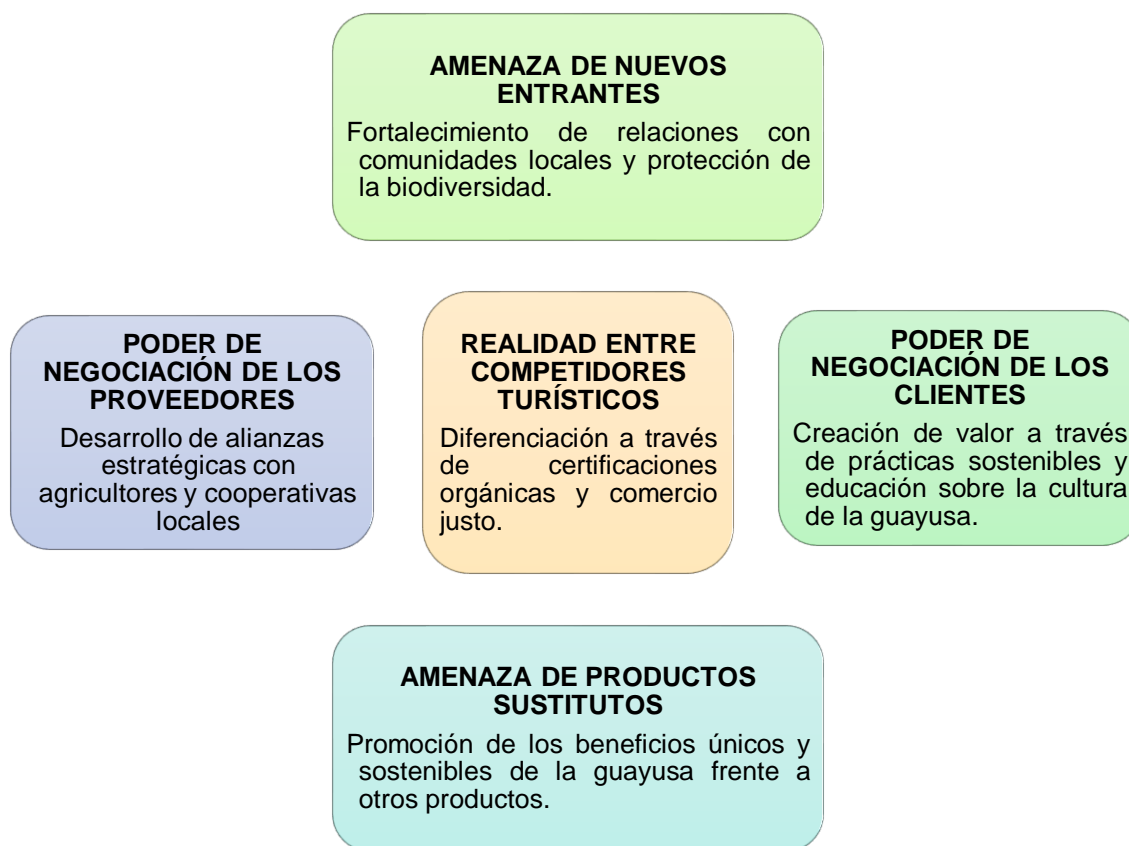 AMENAZA DE NUEVOS
ENTRANTES
Fortalecimiento de relaciones con
comunidades locales y protección de
la biodiversidad.
PODER DE
NEGOCIACIÓN DE LOS
PROVEEDORES
Desarrollo de alianzas
estratégicas con
agricultores y cooperativas
locales
REALIDAD ENTRE
COMPETIDORES
TURÍSTICOS
Diferenciación a través
de certificaciones
orgánicas y comercio
justo.
PODER DE
NEGOCIACIÓN DE LOS
CLIENTES
Creación de valor a través
de prácticas sostenibles y
educación sobre la cultura
de la guayusa.
AMENAZA DE PRODUCTOS
SUSTITUTOS
Promoción de los beneficios únicos y
sostenibles de la guayusa frente a
otros productos.